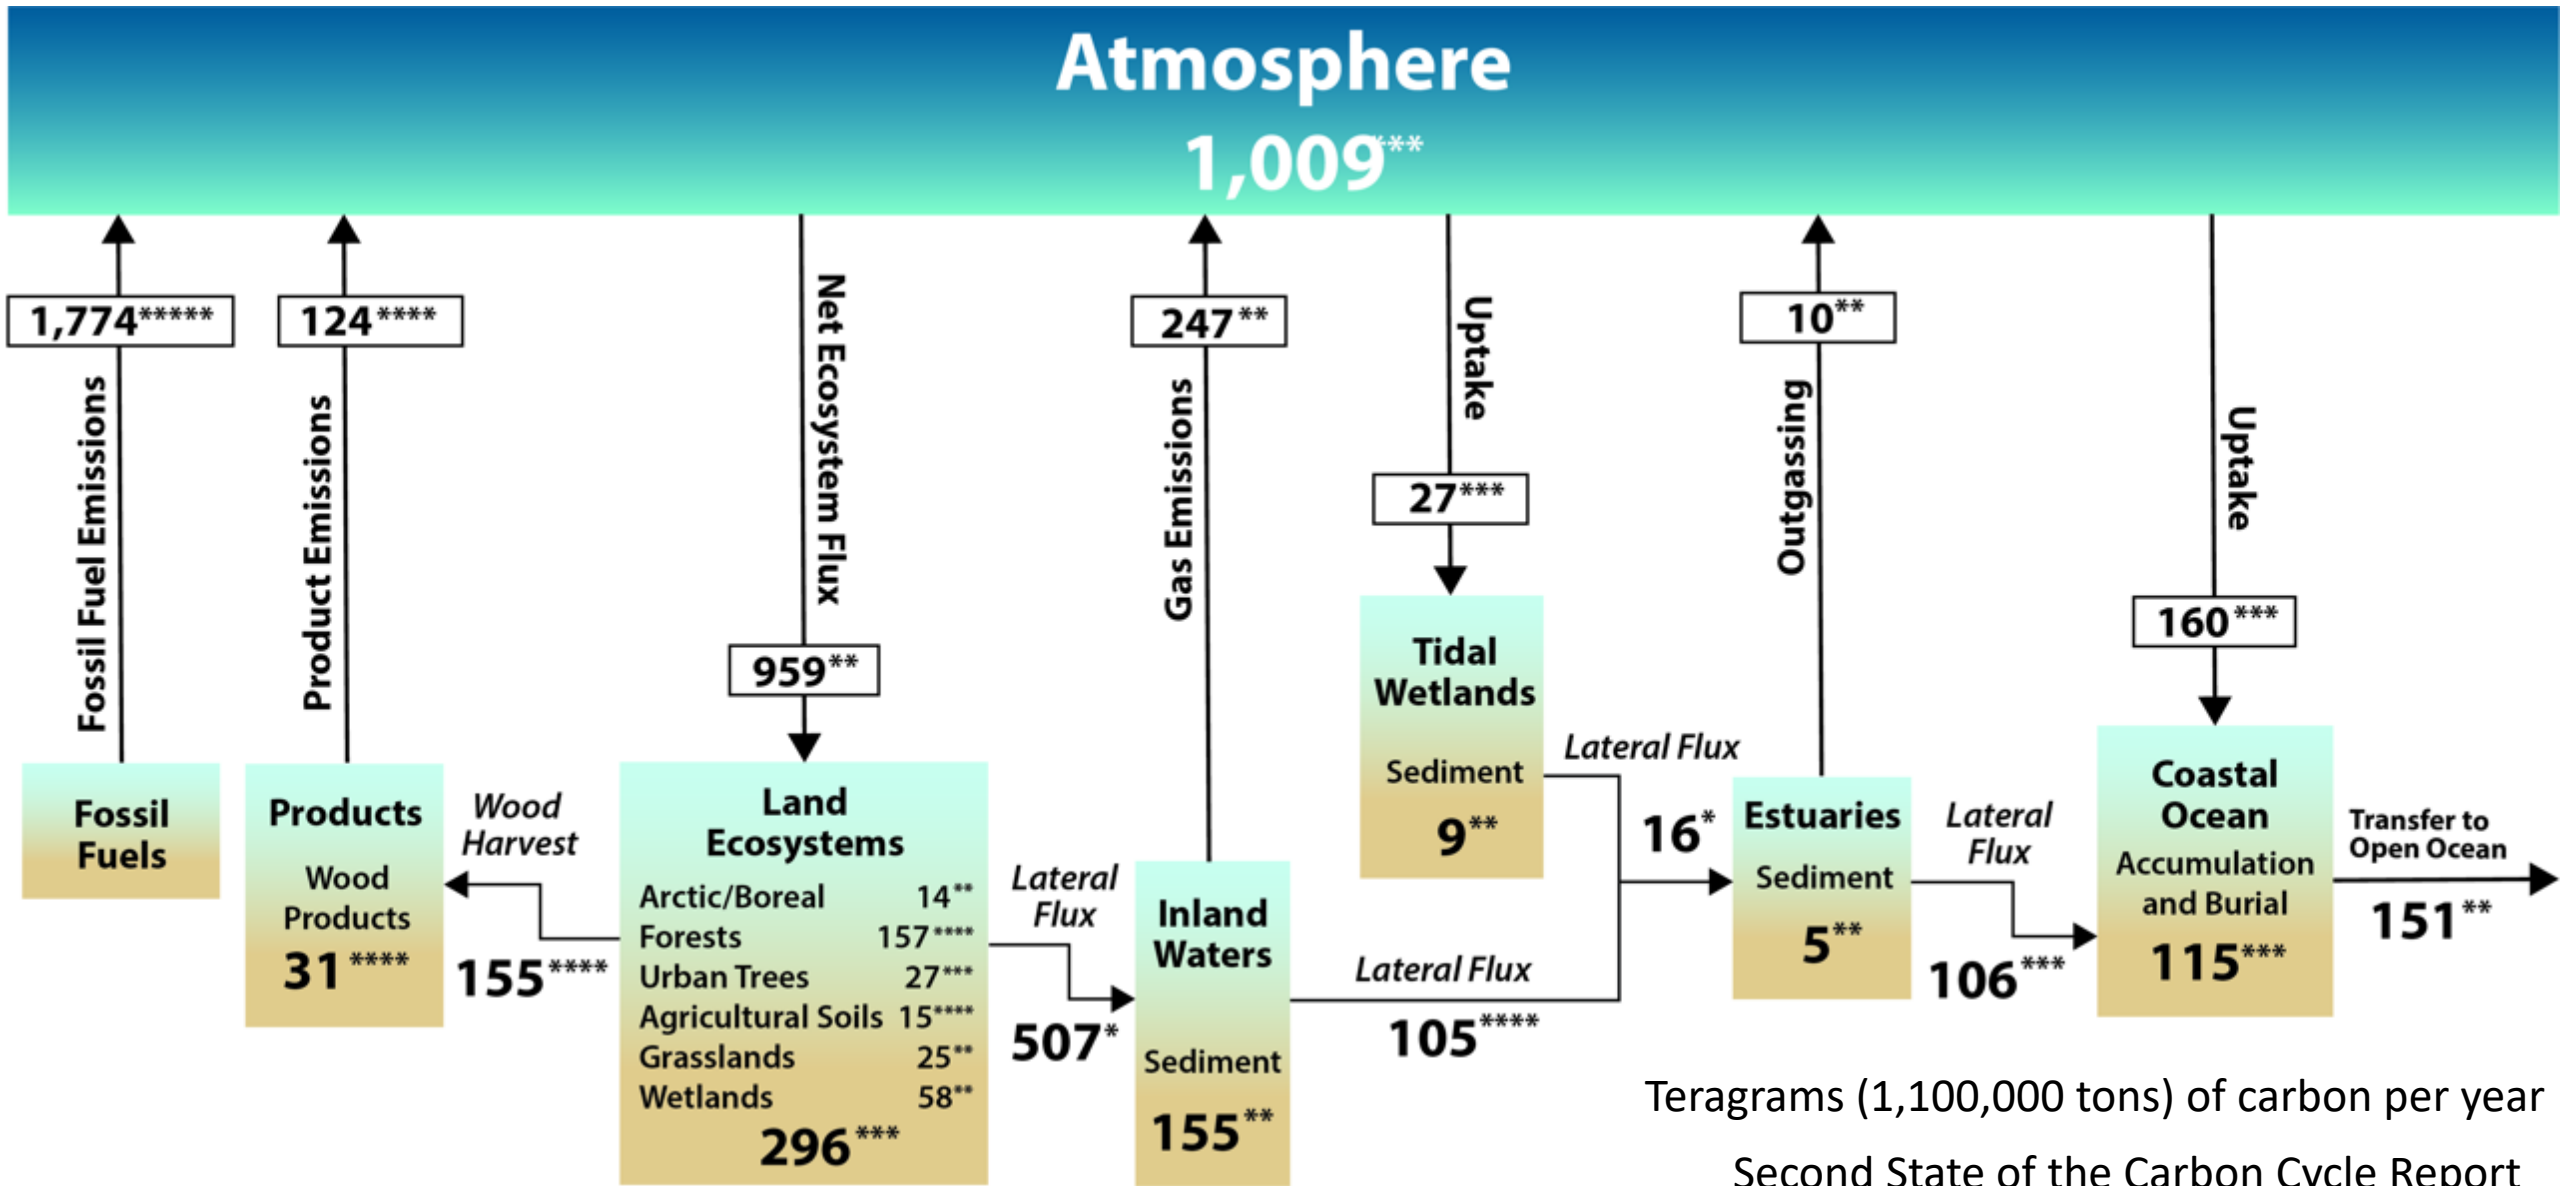 Atmosphere
1,009***
1,774*****
Fossil Fuel Emissions
Fossil
Fuels
124****
Product Emissions
Products
Wood
Products
31****
Wood
Harvest
155****
Net Ecosystem Flux
959**
Land
Ecosystems
Arctic/Boreal 14**
Forests 157****
Urban Trees 27***
Agricultural Soils 15****
Grasslands 25**
Wetlands 58**
296***
Lateral
Flux
507*
247**
Gas Emissions
Inland
Waters
Sediment
155**
Uptake
27***
Tidal
Wetlands
Sediment
9**
Lateral Flux
16*
Lateral Flux
105****
10**
Outgassing
Estuaries
Sediment
5**
Lateral
Flux
106***
Uptake
160***
Coastal
Ocean
Accumulation
and Burial
115***
Transfer to
Open Ocean
151**
Teragrams (1,100,000 tons) of carbon per year
Second State of the Carbon Cycle Report